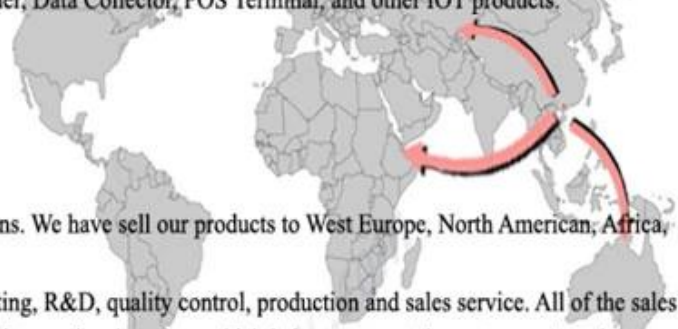 Data Collector, POS Terminal, and other IOT products.
ns. We have sell our products to West Europe, North American, Africa,
ting, R&D, quality control, production and sales service. All of the sales